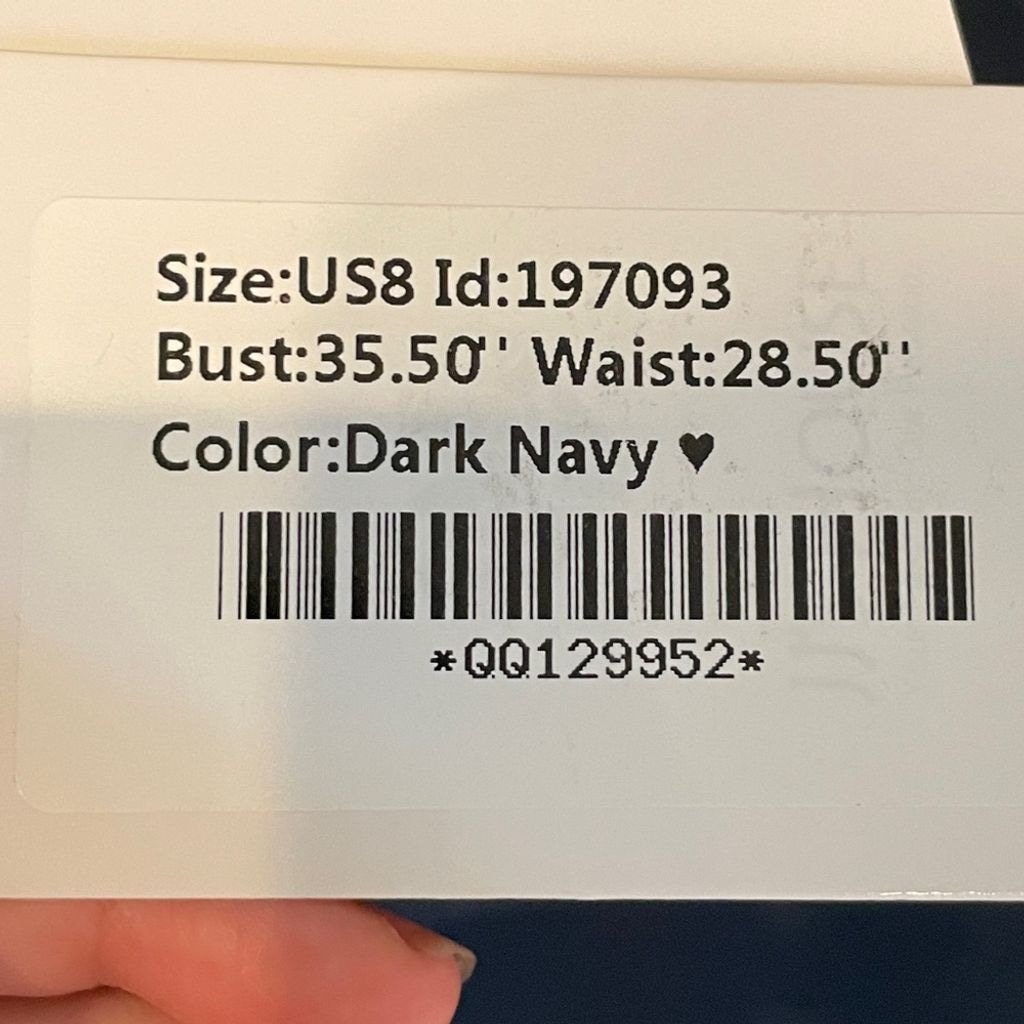 Size:US8 Id:197093
Bust:35.50'' Waist:28.50''
Color:Dark Navy ♥
*QQ129952*